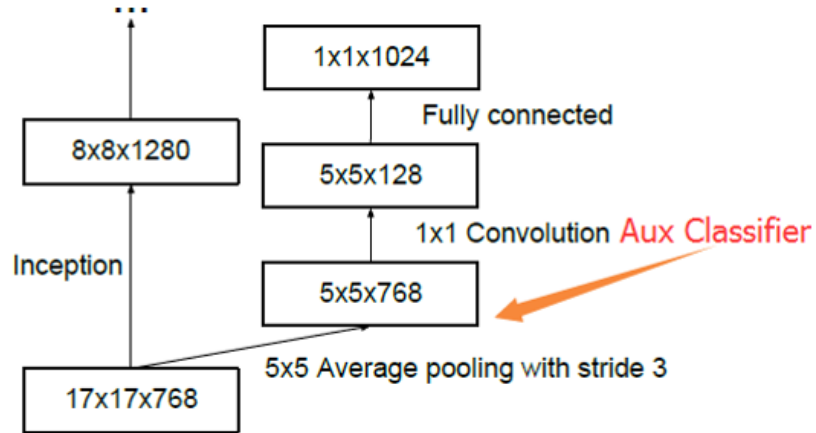 ...
1x1x1024
Fully connected
8x8x1280
5x5x128
1x1 Convolution Aux Classifier
Inception
5x5x768
5x5 Average pooling with stride 3
17x17x768